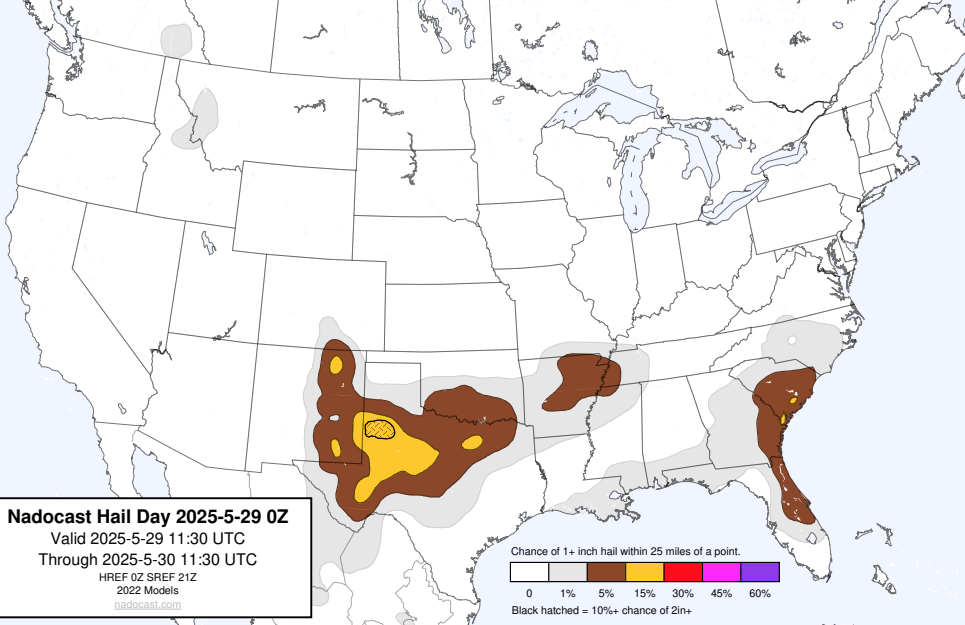 Nadocast Hail Day 2025-5-29 0Z
Valid 2025-5-29 11:30 UTC
Through 2025-5-30 11:30 UTC
HREF 0Z SREF 21Z
2022 Models
nadocast.com
Chance of 1+ inch hail within 25 miles of a point.
0 1% 5% 15% 30% 45% 60%
Black hatched = 10%+ chance of 2in+